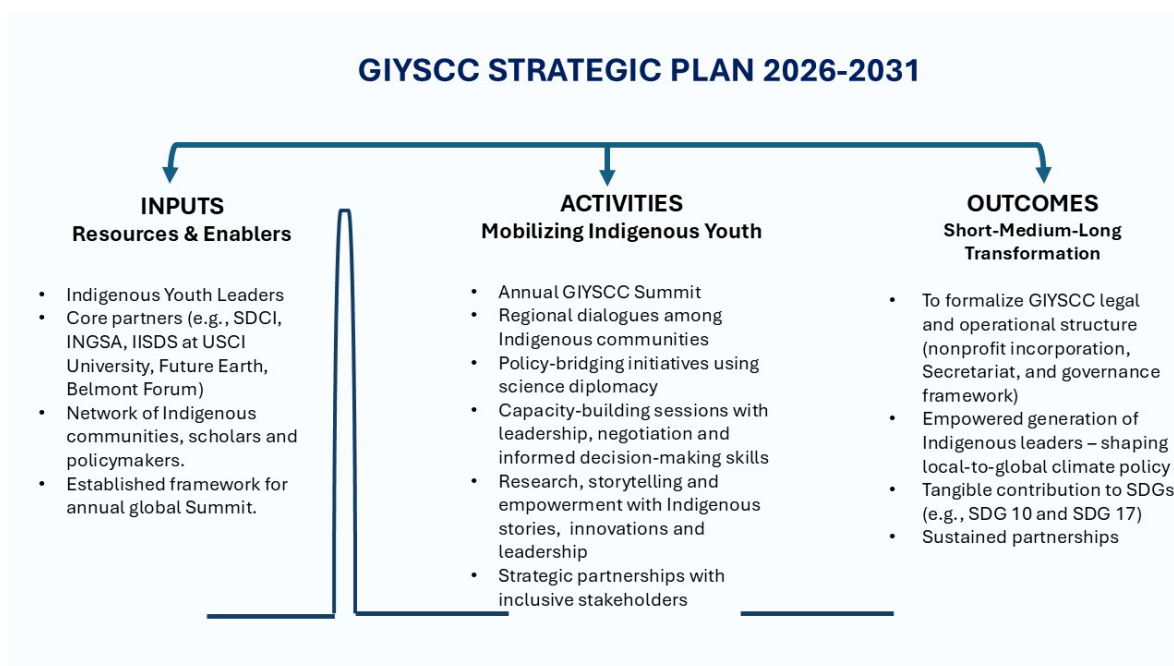 GIYSCC STRATEGIC PLAN 2026-2031
INPUTS
Resources & Enablers
• Indigenous Youth Leaders
• Core partners (e.g., SDCI,
INGSA, IISDS at USCI
University, Future Earth,
Belmont Forum)
• Network of Indigenous
communities, scholars and
policymakers.
• Established framework for
annual global Summit.
ACTIVITIES
Mobilizing Indigenous Youth
• Annual GIYSCC Summit
• Regional dialogues among
Indigenous communities
• Policy-bridging initiatives using
science diplomacy
• Capacity-building sessions with
leadership, negotiation and
informed decision-making skills
• Research, storytelling and
empowerment with Indigenous
stories, innovations and
leadership
• Strategic partnerships with
inclusive stakeholders
OUTCOMES
Short-Medium-Long
Transformation
• To formalize GIYSCC legal
and operational structure
(nonprofit incorporation,
Secretariat, and governance
framework)
• Empowered generation of
Indigenous leaders – shaping
local-to-global climate policy
• Tangible contribution to SDGs
(e.g., SDG 10 and SDG 17)
• Sustained partnerships